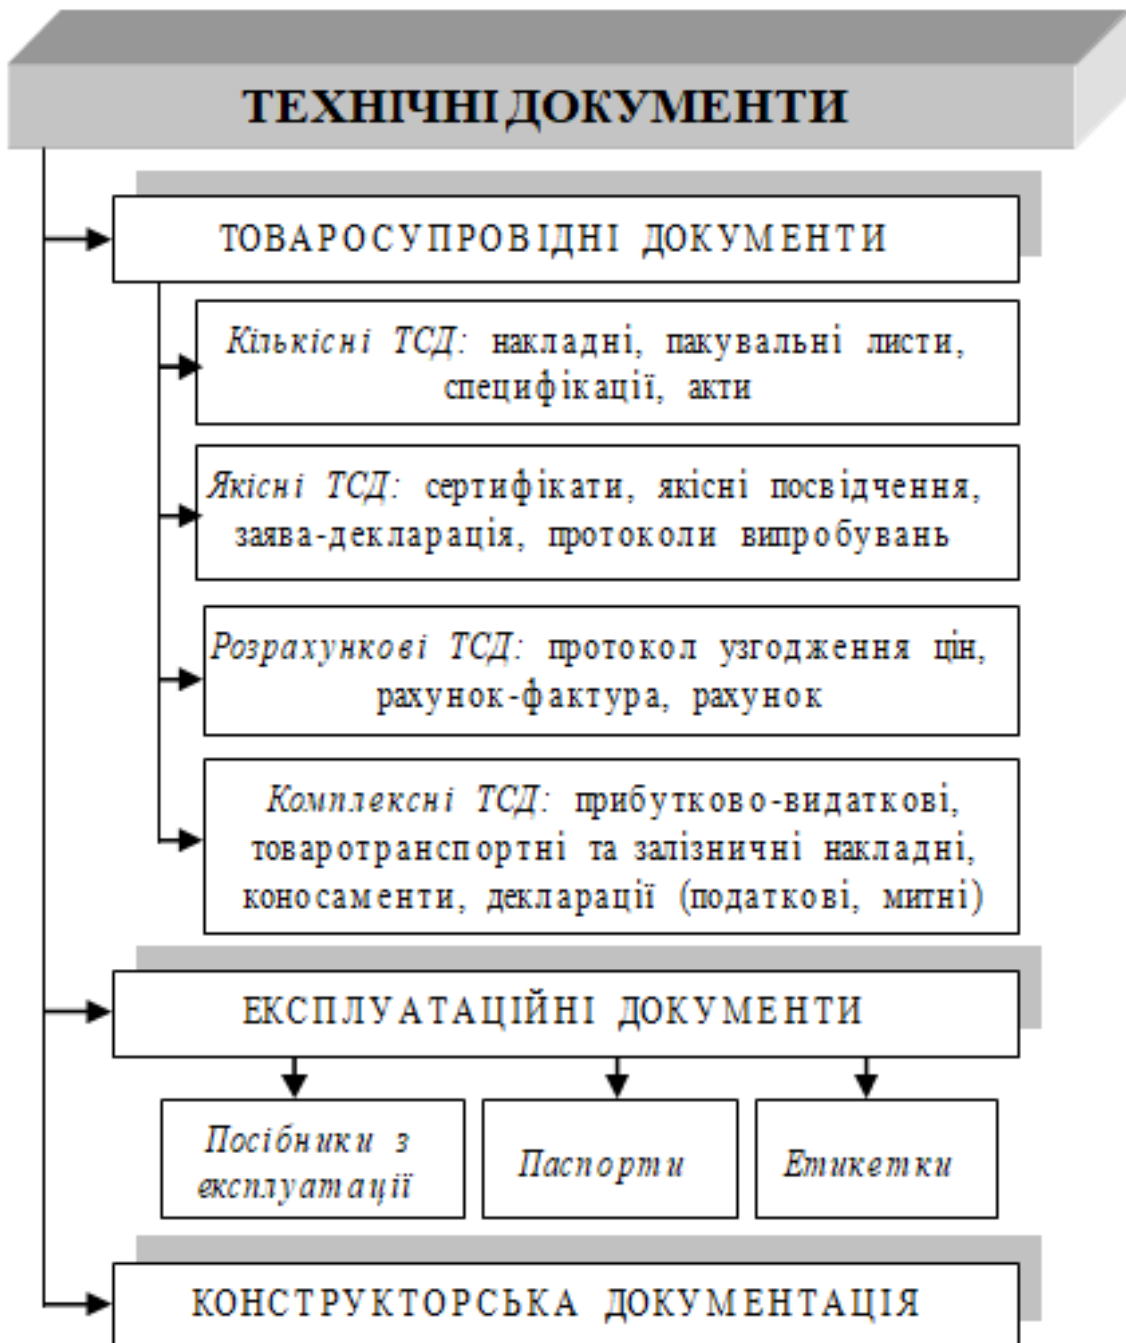 ТЕХНІЧНІ ДОКУМЕНТИ
ТОВАРОСУПРОВІДНІ ДОКУМЕНТИ
Кількісні ТСД: накладні, пакувальні листи,
специфікації, акти
Якісні ТСД: сертифікати, якісні посвідчення,
заява-декларація, протоколи випробувань
Розрахункові ТСД: протокол узгодження цін,
рахунок-фактура, рахунок
Комплексні ТСД: прибутково-видаткові,
товаротранспортні та залізничні накладні,
коносаменти, декларації (податкові, митні)
ЕКСПЛУАТАЦІЙНІ ДОКУМЕНТИ
Посібники з
експлуатації
Паспорти
Етикетки
КОНСТРУКТОРСЬКА ДОКУМЕНТАЦІЯ